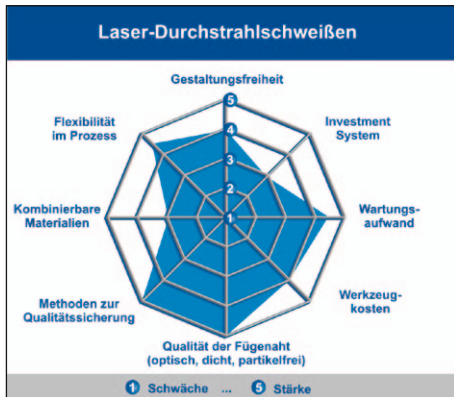 Laser-Durchstrahlschweißen
Gestaltungsfreiheit
5
4
3
2
1
Flexibilität
im Prozess
Investment
System
Kombinierbare
Materialien
Wartungs-
aufwand
Methoden zur
Qualitätssicherung
Werkzeug-
kosten
Qualität der Fügenaht
(optisch, dicht, partikelfrei)
1 Schwäche ... 5 Stärke